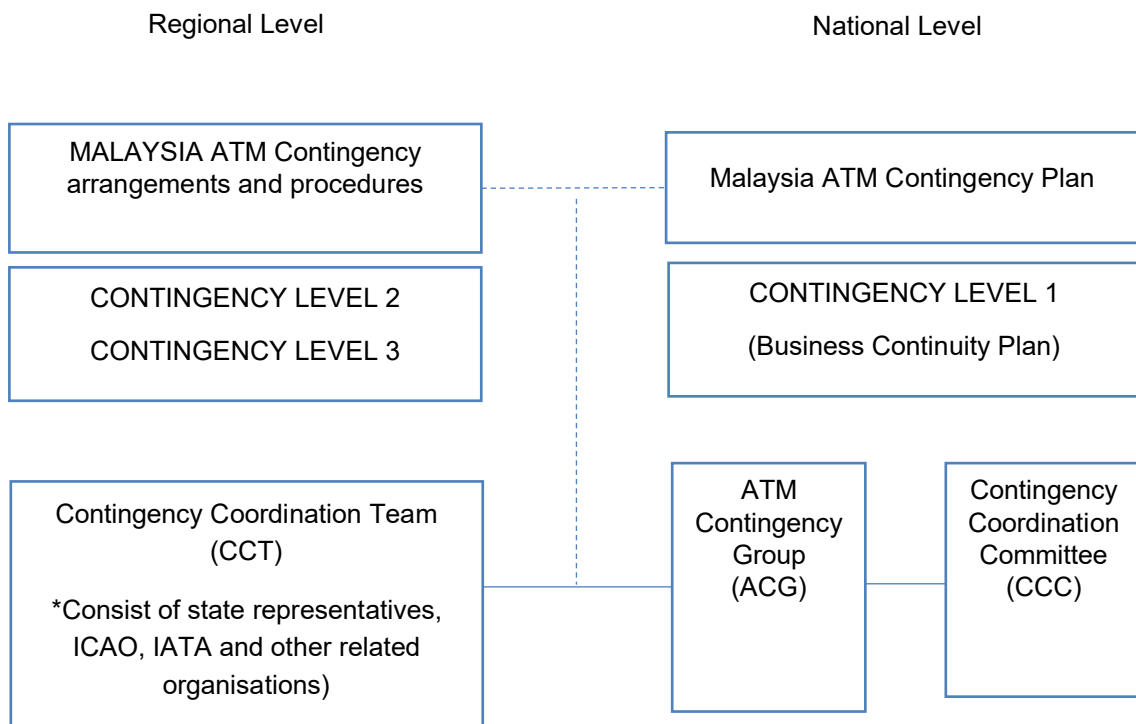 Regional Level
National Level
MALAYSIA ATM Contingency
arrangements and procedures
Malaysia ATM Contingency Plan
CONTINGENCY LEVEL 2
CONTINGENCY LEVEL 3
CONTINGENCY LEVEL 1
(Business Continuity Plan)
Contingency Coordination Team
(CCT)
*Consist of state representatives,
ICAO, IATA and other related
organisations)
ATM
Contingency
Group
(ACG)
Contingency
Coordination
Committee
(CCC)